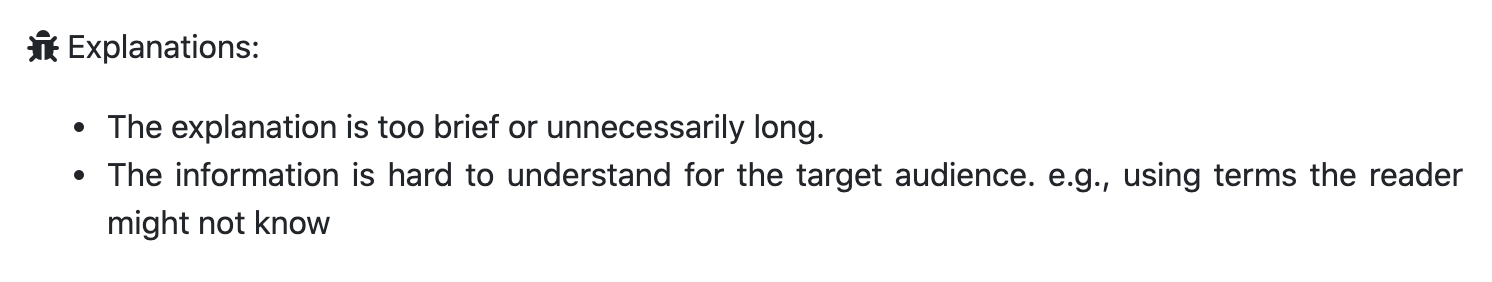 Explanations:
• The explanation is too brief or unnecessarily long.
• The information is hard to understand for the target audience. e.g., using terms the reader
might not know